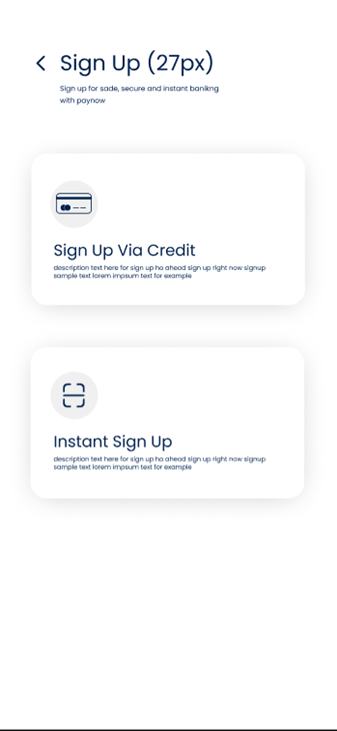 Sign Up (27px)
Sign up for sade, secure and instant banikng
with paynow
Sign Up Via Credit
description text here for sign up ho ahead sign up right now signup
sample text lorem impsum text for example
Instant Sign Up
description text here for sign up ho ahead sign up right now signup
sample text lorem impsum text for example